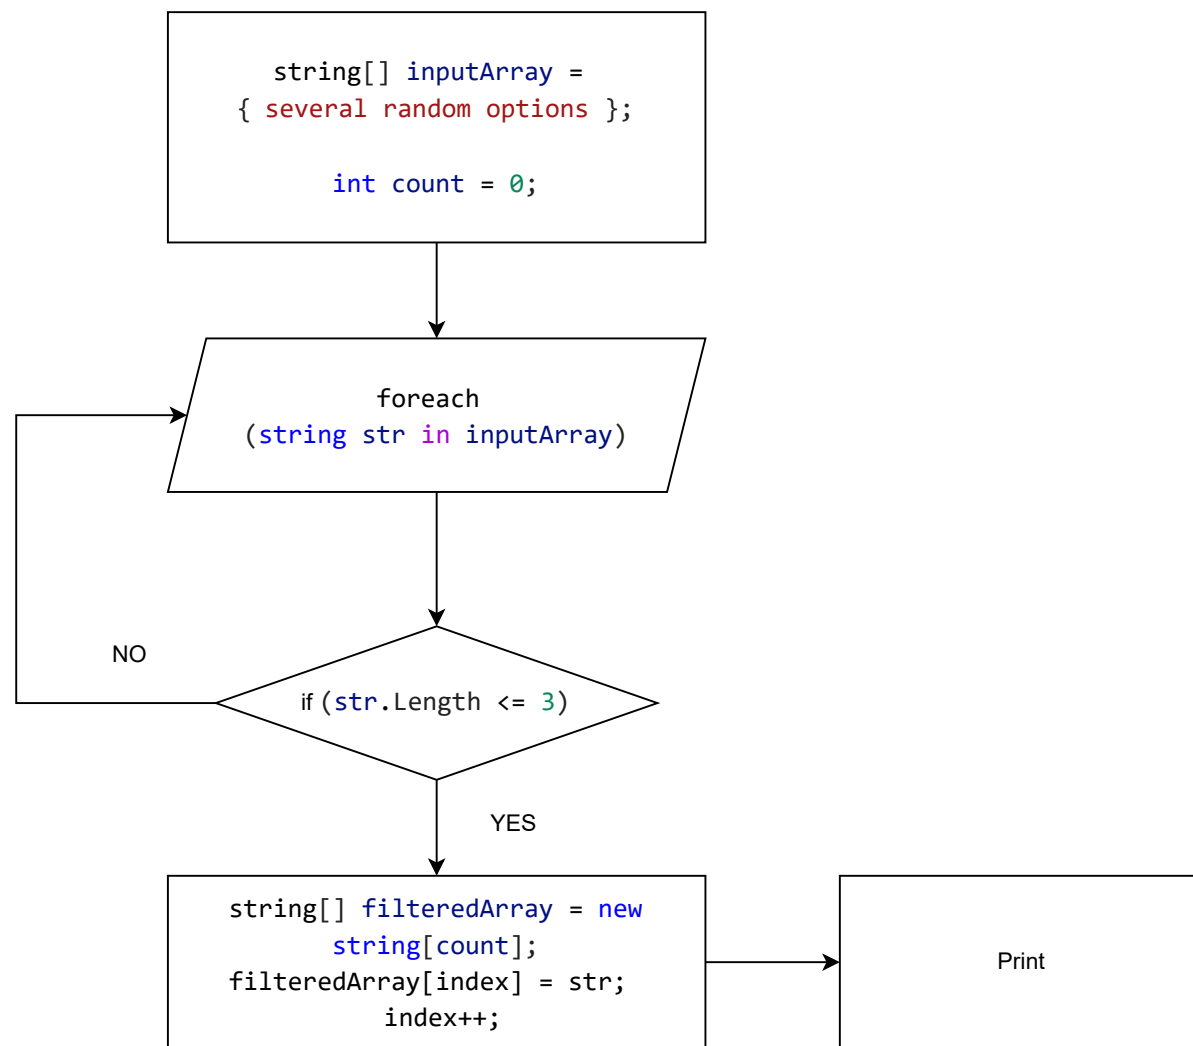 string[] inputArray =
{ several random options };
int count = 0;
foreach
(string str in inputArray)
NO
if (str.Length <= 3)
YES
string[] filteredArray = new
string[count];
filteredArray[index] = str;
index++;
Print